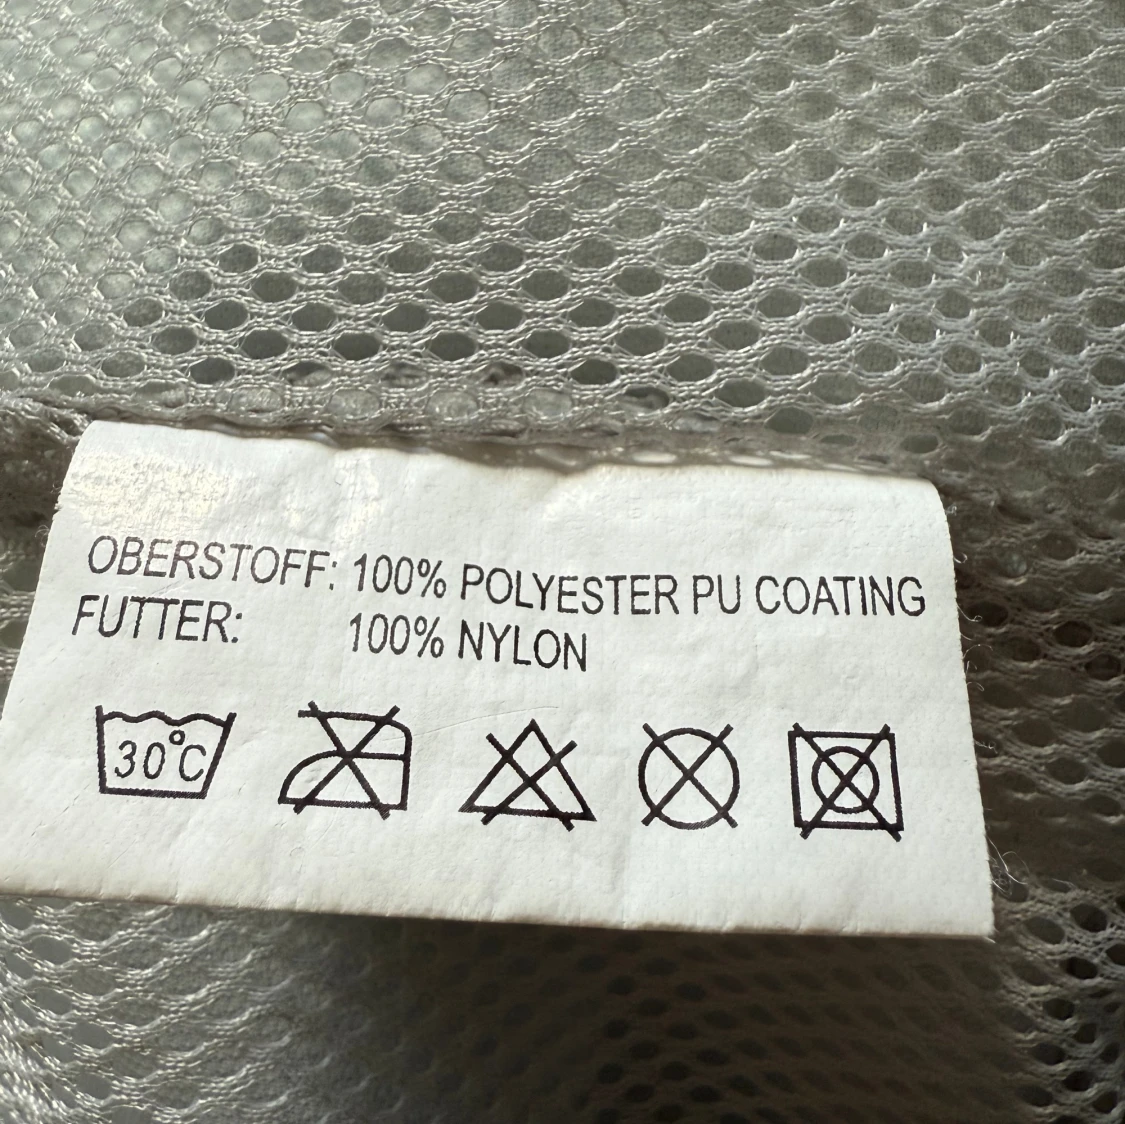 OBERSTOFF: 100% POLYESTER PU COATING
FUTTER: 100% NYLON
30°C